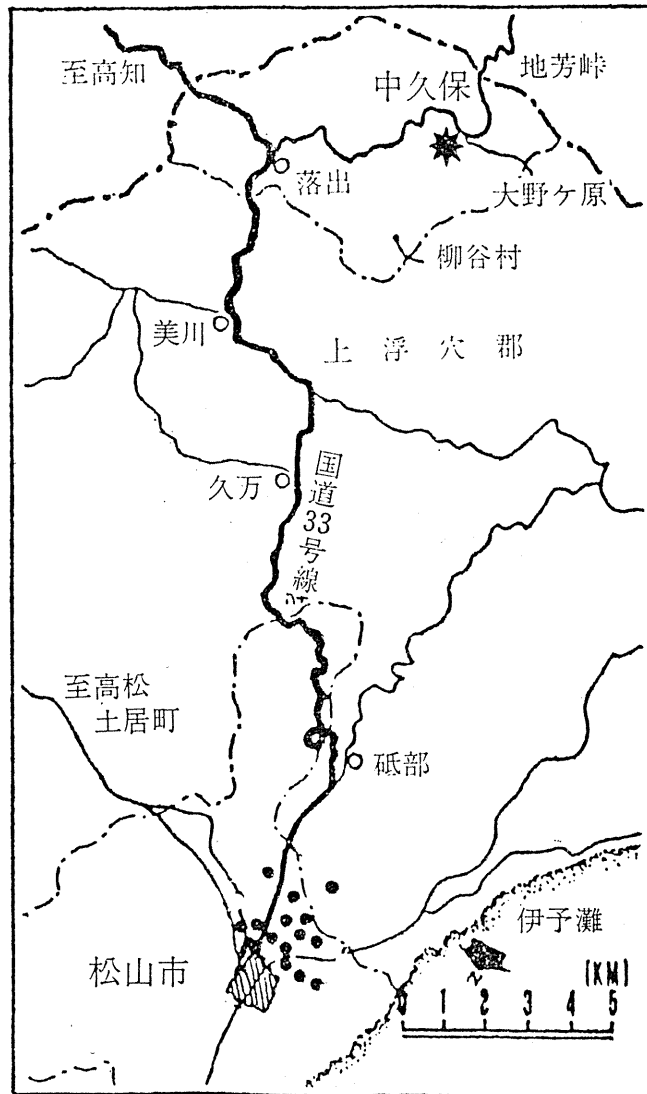 至高知
地芳峠
中久保
落出
大野ケ原
柳谷村
美川
上浮穴郡
久万
国道33号線
至高松
土居町
砥部
伊予灘
松山市
N
(KM)
0 1 2 3 4 5